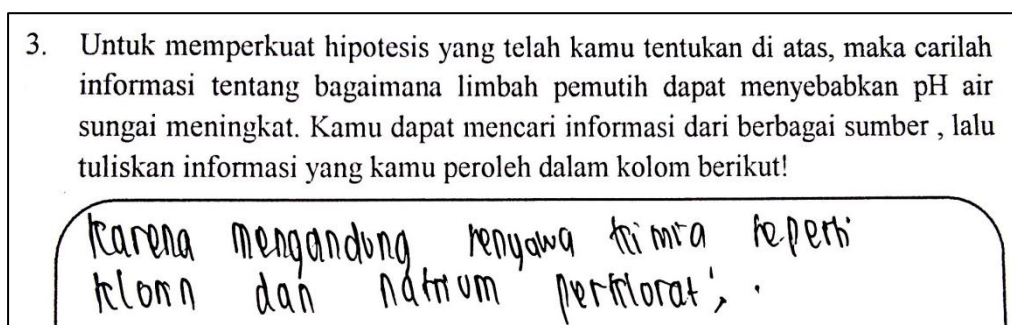 3. Untuk memperkuat hipotesis yang telah kamu tentukan di atas, maka carilah
informasi tentang bagaimana limbah pemutih dapat menyebabkan pH air
sungai meningkat. Kamu dapat mencari informasi dari berbagai sumber , lalu
tuliskan informasi yang kamu peroleh dalam kolom berikut!
Karena mengandung senyawa kimia seperti
klorin dan natrium perklorat, .